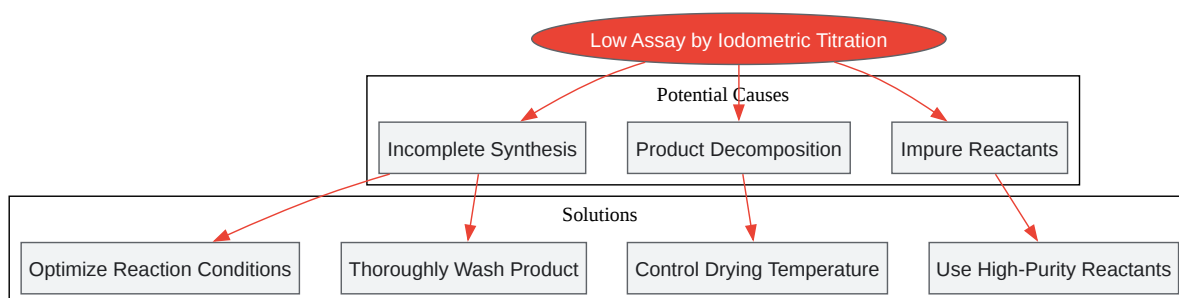 Low Assay by Iodometric Titration
Potential Causes
Incomplete Synthesis
Product Decomposition
Impure Reactants
Solutions
Optimize Reaction Conditions
Thoroughly Wash Product
Control Drying Temperature
Use High-Purity Reactants